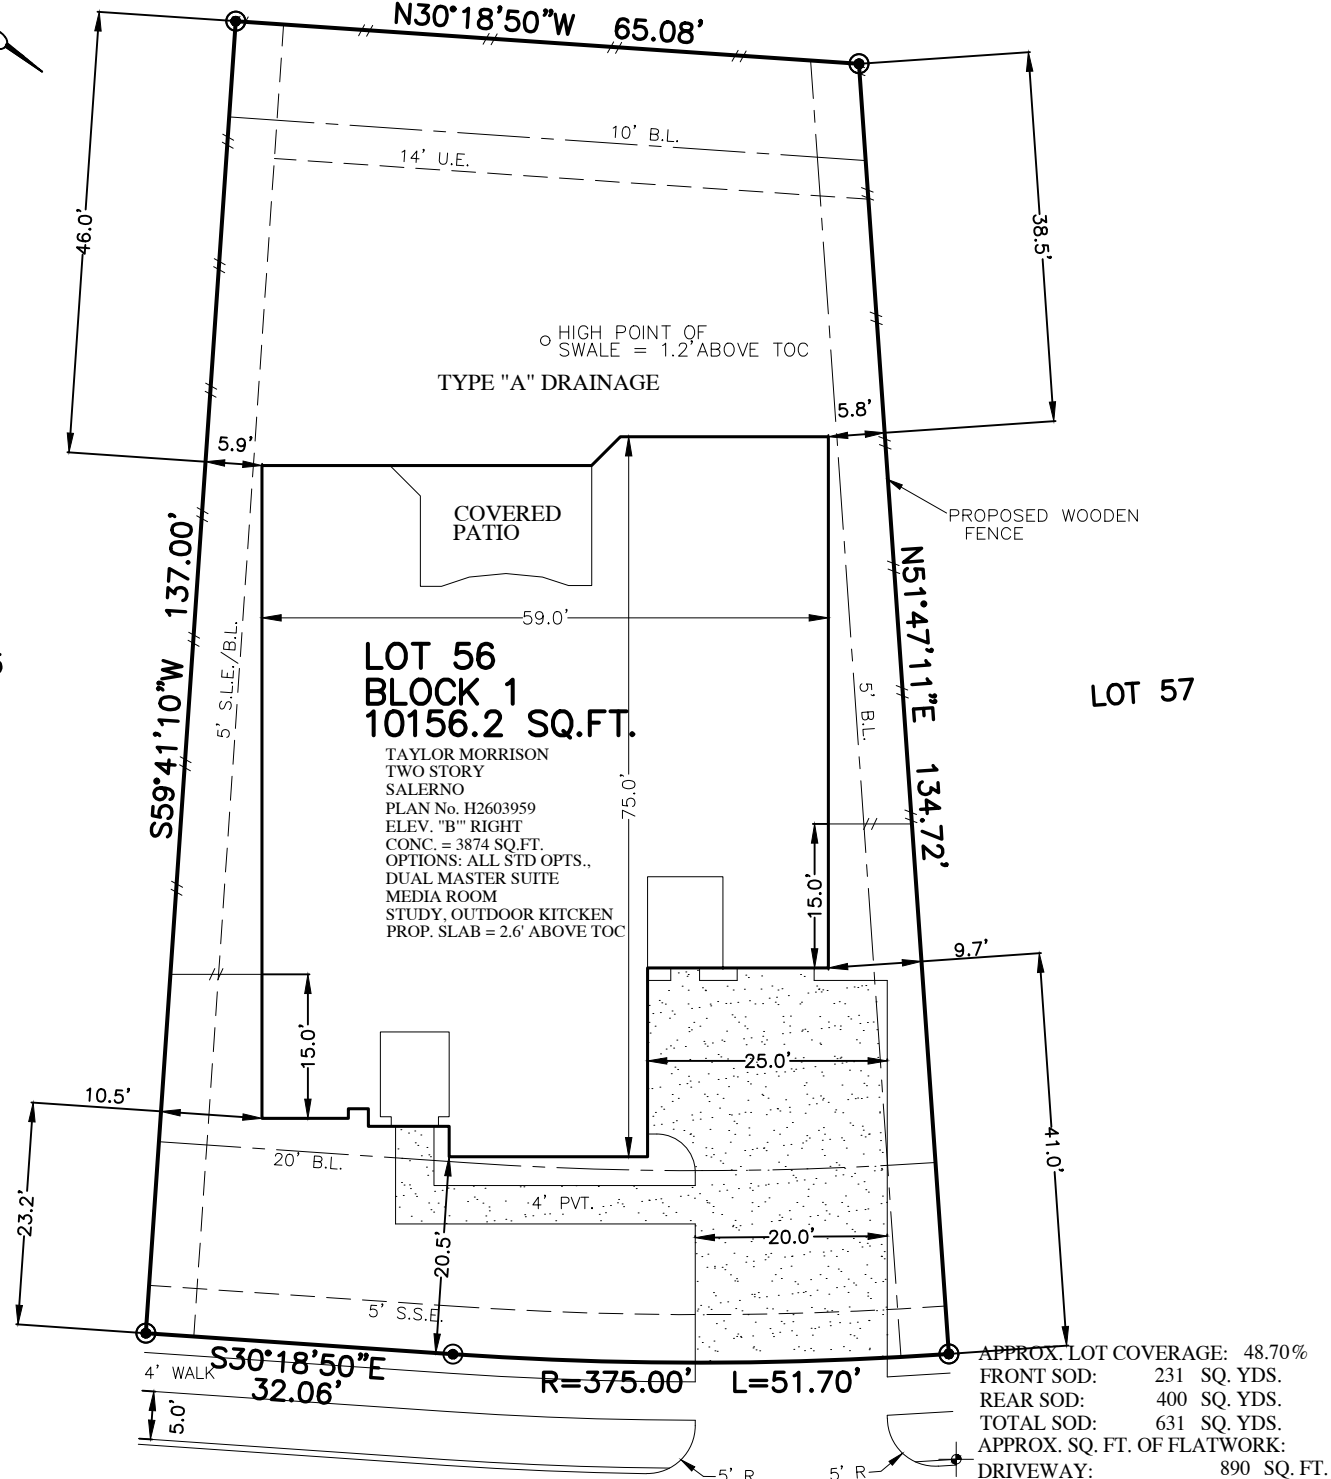 N30°18'50"W 65.08'
10' B.L.
14' U.E.
46.0'
38.5'
HIGH POINT OF
SWALE = 1.2' ABOVE TOC
TYPE "A" DRAINAGE
5.9'
5.8'
COVERED
PATIO
PROPOSED WOODEN
FENCE
S59°41'10"W 137.00'
N51°47'11"E 134.72'
59.0'
5' S.L.E./B.L.
5' B.L.
LOT 57
LOT 56
BLOCK 1
10156.2 SQ.FT.
75.0'
TAYLOR MORRISON
TWO STORY
SALERNO
PLAN No. H2603959
ELEV. "B"' RIGHT
CONC. = 3874 SQ.FT.
OPTIONS: ALL STD OPTS.,
DUAL MASTER SUITE
MEDIA ROOM
STUDY, OUTDOOR KITCKEN
PROP. SLAB = 2.6' ABOVE TOC
15.0'
9.7'
15.0'
25.0'
10.5'
41.0'
20' B.L.
23.2'
4' PVT.
20.5'
20.0'
5' S.S.E.
4' WALK
S30°18'50"E
32.06'
R=375.00' L=51.70'
5.0'
5' R
5' R
APPROX. LOT COVERAGE: 48.70%
FRONT SOD: 231 SQ. YDS.
REAR SOD: 400 SQ. YDS.
TOTAL SOD: 631 SQ. YDS.
APPROX. SQ. FT. OF FLATWORK:
DRIVEWAY: 890 SQ. FT.